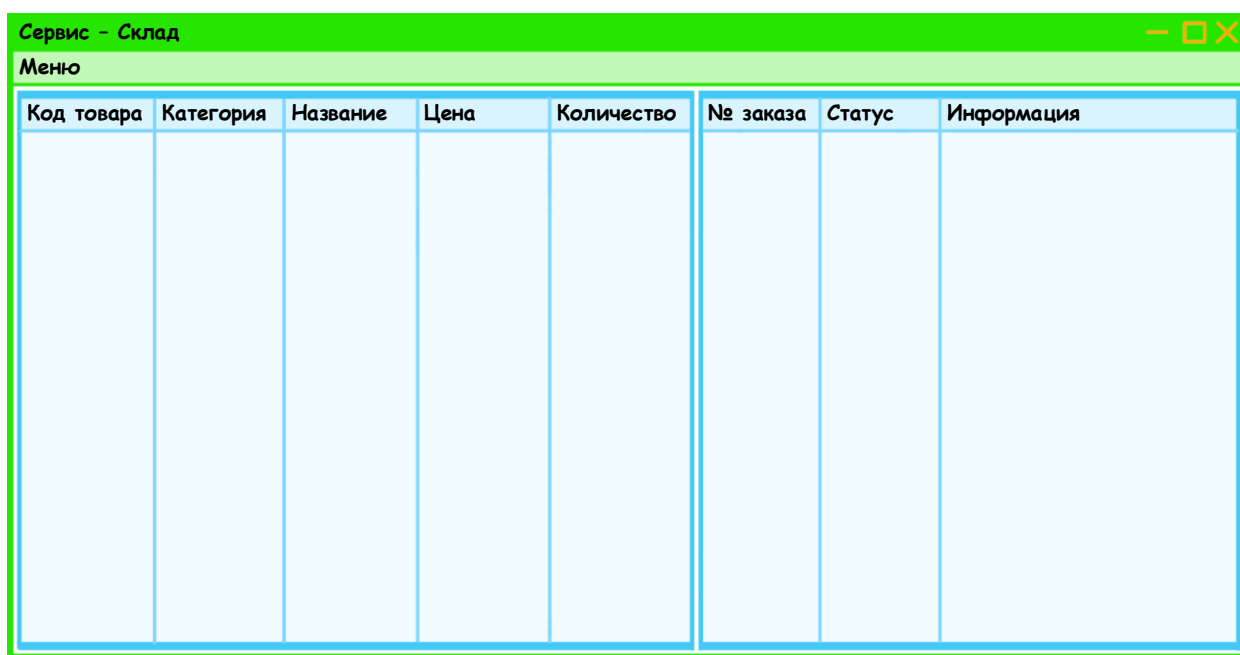 Сервис - Склад
Меню
Код товара Категория Название Цена Количество № заказа Статус Информация